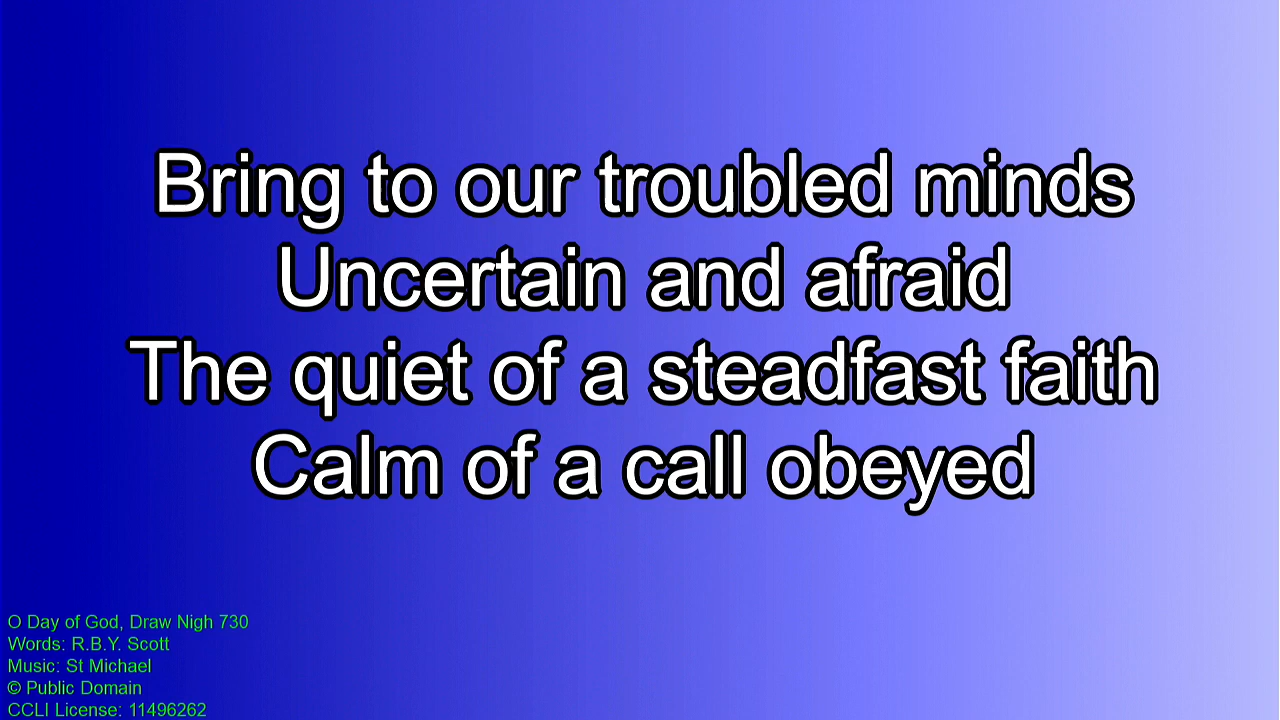 Bring to our troubled minds
Uncertain and afraid
The quiet of a steadfast faith
Calm of a call obeyed
O Day of God, Draw Nigh 730
Words: R.B.Y. Scott
Music: St Michael
© Public Domain
CCLI License: 11496262